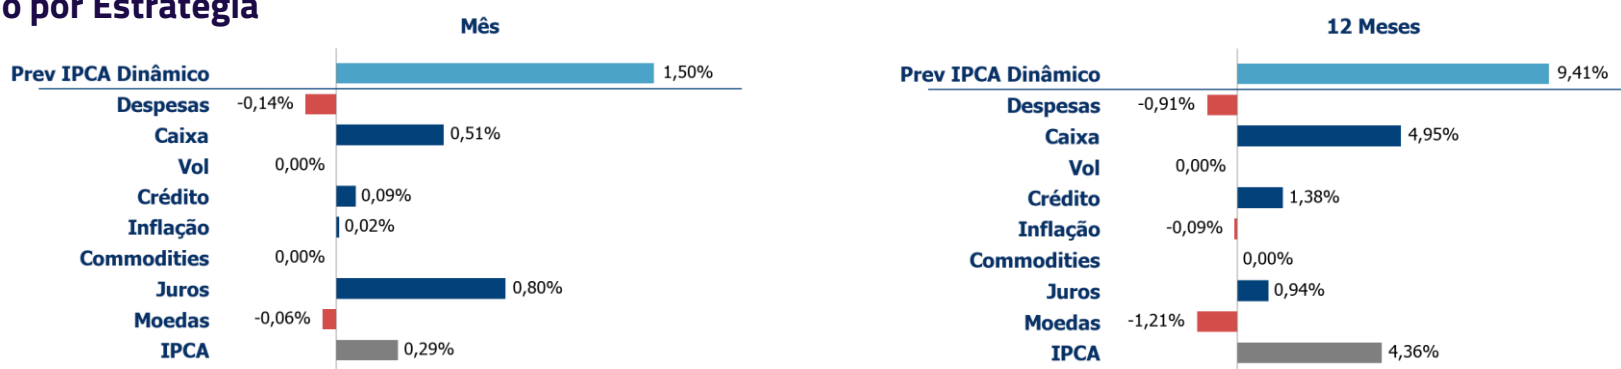 o por Estratégia
Mês
Prev IPCA Dinâmico 1,50%
Despesas -0,14%
Caixa 0,51%
Vol 0,00%
Crédito 0,09%
Inflação 0,02%
Commodities 0,00%
Juros 0,80%
Moedas -0,06%
IPCA 0,29%
12 Meses
Prev IPCA Dinâmico 9,41%
Despesas -0,91%
Caixa 4,95%
Vol 0,00%
Crédito 1,38%
Inflação -0,09%
Commodities 0,00%
Juros 0,94%
Moedas -1,21%
IPCA 4,36%